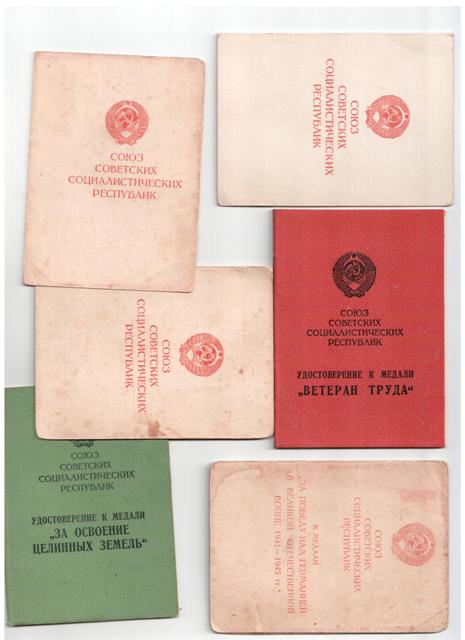 СОЮЗ
СОВЕТСКИХ
СОЦИАЛИСТИЧЕСКИХ
РЕСПУБЛИК
СОЮЗ
СОВЕТСКИХ
СОЦИАЛИСТИЧЕСКИХ
РЕСПУБЛИК
СОЮЗ
СОВЕТСКИХ
СОЦИАЛИСТИЧЕСКИХ
РЕСПУБЛИК
СОЮЗ
СОВЕТСКИХ
СОЦИАЛИСТИЧЕСКИХ
РЕСПУБЛИК
УДОСТОВЕРЕНИЕ К МЕДАЛИ
„ВЕТЕРАН ТРУДА“
СОЮЗ
СОВЕТСКИХ
СОЦИАЛИСТИЧЕСКИХ
РЕСПУБЛИК
УДОСТОВЕРЕНИЕ К МЕДАЛИ
„ЗА ОСВОЕНИЕ
ЦЕЛИННЫХ ЗЕМЕЛЬ“
СОЮЗ
СОВЕТСКИХ
СОЦИАЛИСТИЧЕСКИХ
РЕСПУБЛИК
К МЕДАЛИ
„ЗА ПОБЕДУ НАД ГЕРМАНИЕЙ
В ВЕЛИКОЙ ОТЕЧЕСТВЕННОЙ
ВОЙНЕ 1941—1945 гг.“